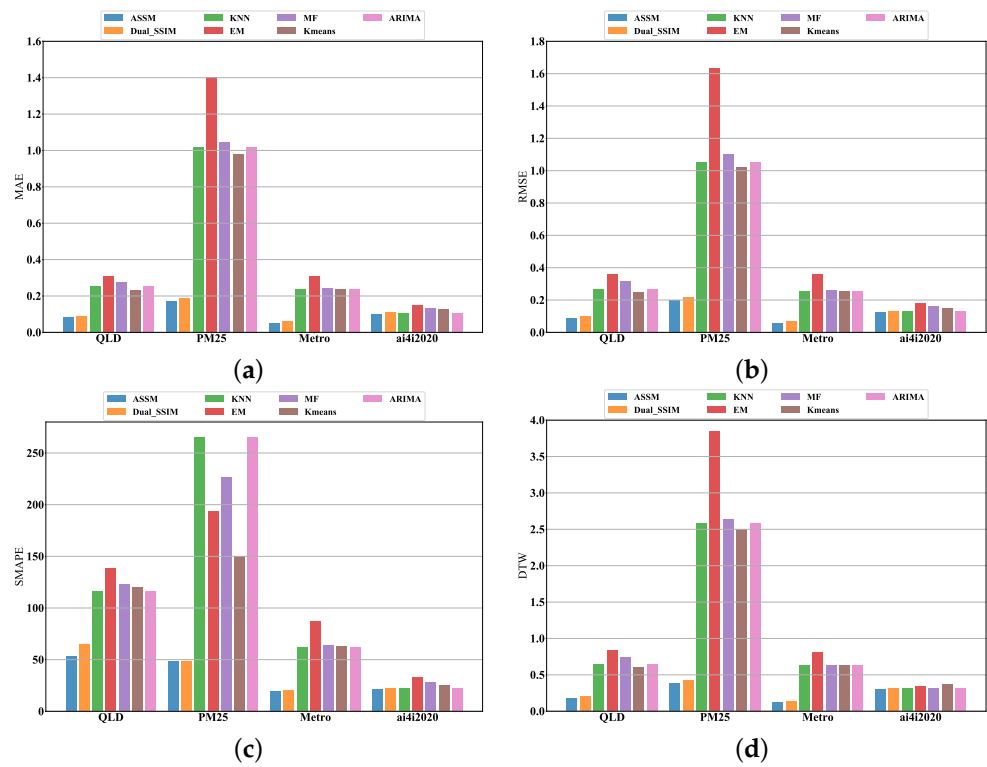 ASSM KNN MF ARIMA
Dual_SSIM EM Kmeans
1.6
1.4
1.2
1.0
0.8
0.6
0.4
0.2
0.0
MAE
QLD PM25 Metro ai4i2020
(a)
ASSM KNN MF ARIMA
Dual_SSIM EM Kmeans
1.8
1.6
1.4
1.2
1.0
0.8
0.6
0.4
0.2
0.0
RMSE
QLD PM25 Metro ai4i2020
(b)
ASSM KNN MF ARIMA
Dual_SSIM EM Kmeans
250
200
150
100
50
0
SMAPE
QLD PM25 Metro ai4i2020
(c)
ASSM KNN MF ARIMA
Dual_SSIM EM Kmeans
4.0
3.5
3.0
2.5
2.0
1.5
1.0
0.5
0.0
DTW
QLD PM25 Metro ai4i2020
(d)